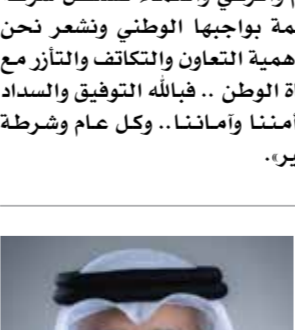 مة بواجبها الوطني ونشعر نحن
همية التعاون والتكاتف والتأزر مع
اة الوطن .. فبالله التوفيق والسداد
أمننا وآماننا.. وكل عام وشرطة
ير».